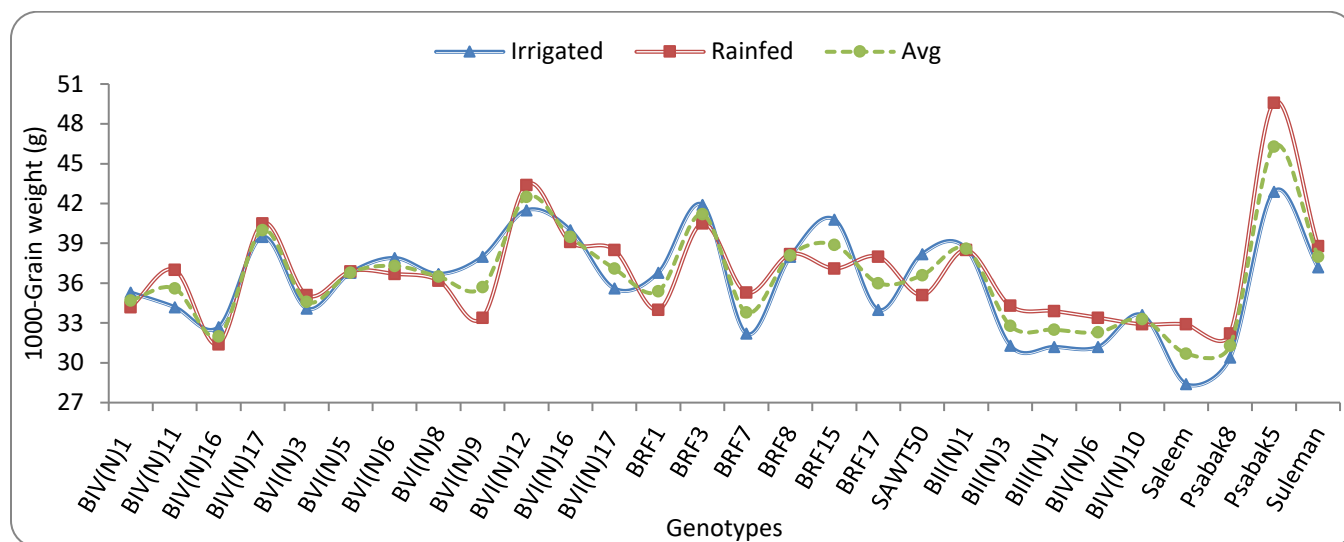 Irrigated Rainfed Avg
51
48
45
42
39
36
33
30
27
1000-Grain weight (g)
BIV(N)1
BIV(N)11
BIV(N)16
BIV(N)17
BVI(N)3
BVI(N)5
BVI(N)6
BVI(N)8
BVI(N)9
BVI(N)12
BVI(N)16
BVI(N)17
BRF1
BRF3
BRF7
BRF8
BRF15
BRF17
SAWT50
BII(N)1
BII(N)3
BIII(N)1
BIV(N)6
BIV(N)10
Saleem
Psabak8
Psabak5
Suleman
Genotypes